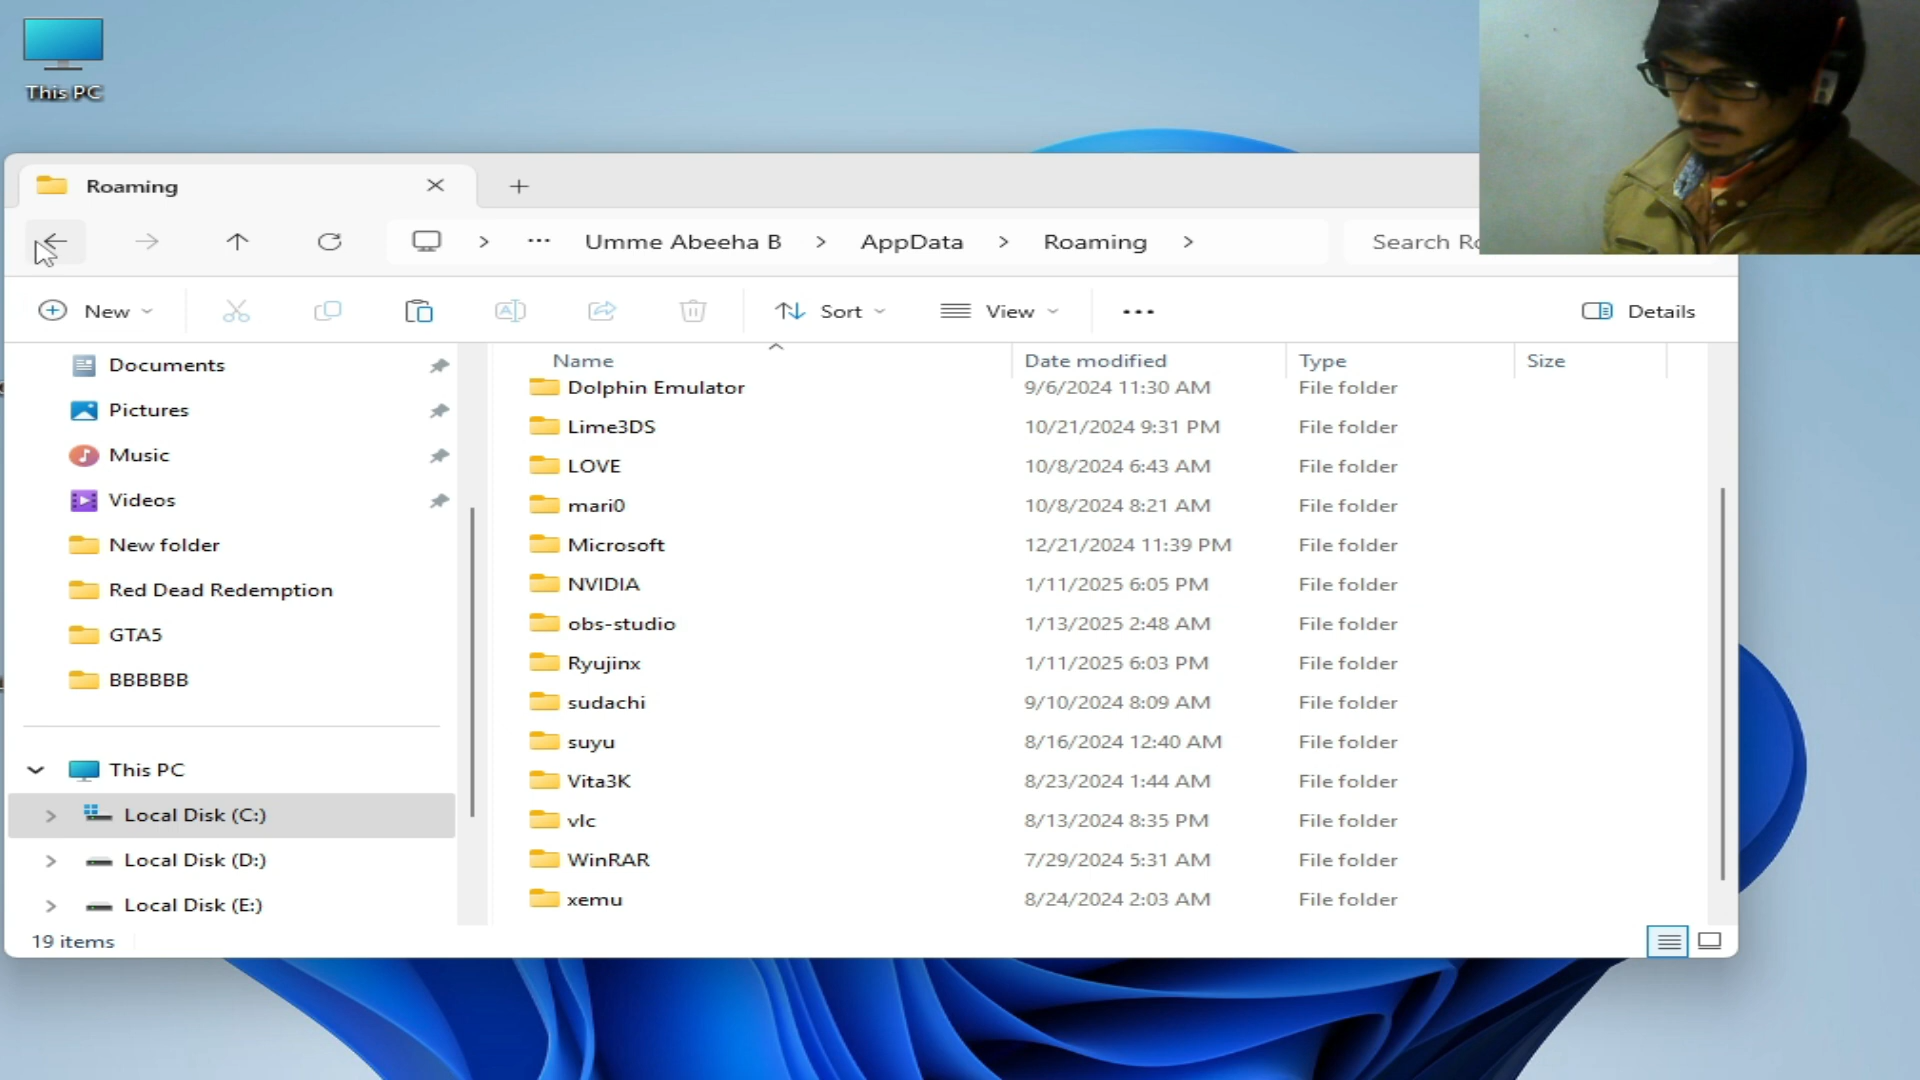 This PC
Roaming
Umme Abeeha B > AppData > Roaming >
Search Ro
New
Sort
View
Details
Name Date modified Type Size
Documents
Pictures
Music
Videos
New folder
Red Dead Redemption
GTA5
BBBBBB
This PC
Local Disk (C:)
Local Disk (D:)
Local Disk (E:)
Dolphin Emulator 9/6/2024 11:30 AM File folder
Lime3DS 10/21/2024 9:31 PM File folder
LOVE 10/8/2024 6:43 AM File folder
mari0 10/8/2024 8:21 AM File folder
Microsoft 12/21/2024 11:39 PM File folder
NVIDIA 1/11/2025 6:05 PM File folder
obs-studio 1/13/2025 2:48 AM File folder
Ryujinx 1/11/2025 6:03 PM File folder
sudachi 9/10/2024 8:09 AM File folder
suyu 8/16/2024 12:40 AM File folder
Vita3K 8/23/2024 1:44 AM File folder
vlc 8/13/2024 8:35 PM File folder
WinRAR 7/29/2024 5:31 AM File folder
xemu 8/24/2024 2:03 AM File folder
19 items